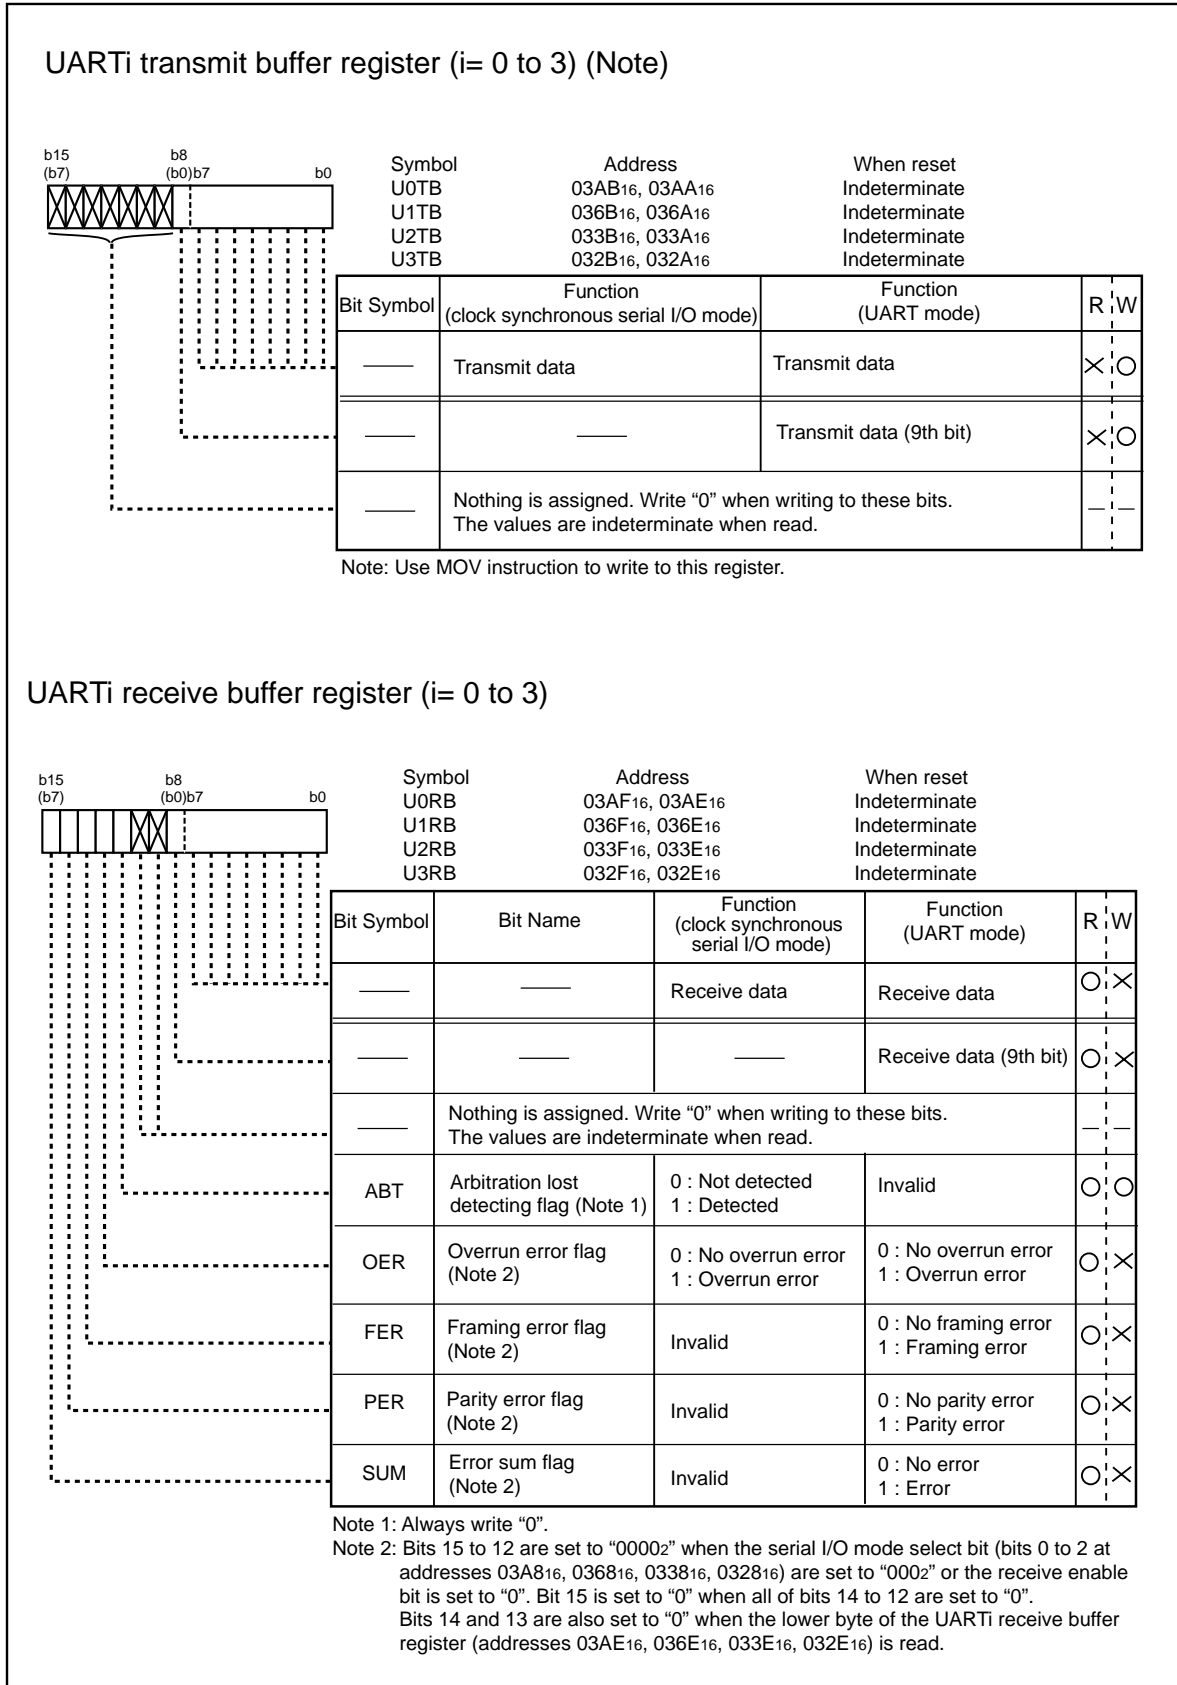 UARTi transmit buffer register (i= 0 to 3) (Note)
b15 b8
(b7) (b0)b7 b0
Symbol Address When reset
U0TB 03AB16, 03AA16 Indeterminate
U1TB 036B16, 036A16 Indeterminate
U2TB 033B16, 033A16 Indeterminate
U3TB 032B16, 032A16 Indeterminate
Bit Symbol Function (clock synchronous serial I/O mode) Function (UART mode) R W
Transmit data Transmit data
Transmit data (9th bit)
Nothing is assigned. Write “0” when writing to these bits.
The values are indeterminate when read.
Note: Use MOV instruction to write to this register.
UARTi receive buffer register (i= 0 to 3)
b15 b8
(b7) (b0)b7 b0
Symbol Address When reset
U0RB 03AF16, 03AE16 Indeterminate
U1RB 036F16, 036E16 Indeterminate
U2RB 033F16, 033E16 Indeterminate
U3RB 032F16, 032E16 Indeterminate
Bit Symbol Bit Name Function (clock synchronous serial I/O mode) Function (UART mode) R W
Receive data Receive data
Receive data (9th bit)
Nothing is assigned. Write “0” when writing to these bits.
The values are indeterminate when read.
ABT Arbitration lost detecting flag (Note 1) 0 : Not detected 1 : Detected Invalid
OER Overrun error flag (Note 2) 0 : No overrun error 1 : Overrun error 0 : No overrun error 1 : Overrun error
FER Framing error flag (Note 2) Invalid 0 : No framing error 1 : Framing error
PER Parity error flag (Note 2) Invalid 0 : No parity error 1 : Parity error
SUM Error sum flag (Note 2) Invalid 0 : No error 1 : Error
Note 1: Always write “0”.
Note 2: Bits 15 to 12 are set to “00002” when the serial I/O mode select bit (bits 0 to 2 at
addresses 03A816, 036816, 033816, 032816) are set to “0002” or the receive enable
bit is set to “0”. Bit 15 is set to “0” when all of bits 14 to 12 are set to “0”.
Bits 14 and 13 are also set to “0” when the lower byte of the UARTi receive buffer
register (addresses 03AE16, 036E16, 033E16, 032E16) is read.